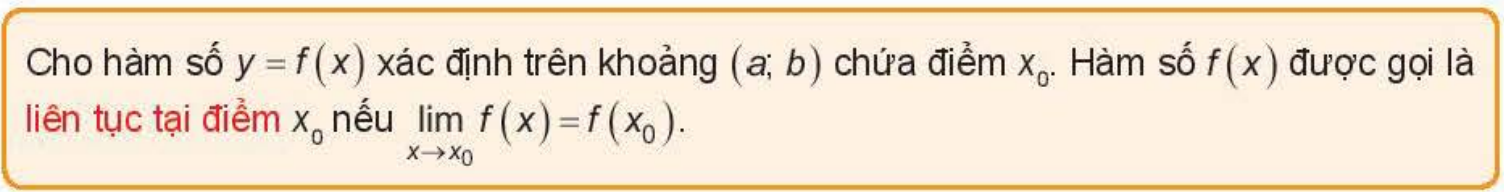 Cho hàm số y = f(x) xác định trên khoảng (a; b) chứa điểm x₀. Hàm số f(x) được gọi là
liên tục tại điểm x₀ nếu lim_{x→x₀} f(x) = f(x₀).